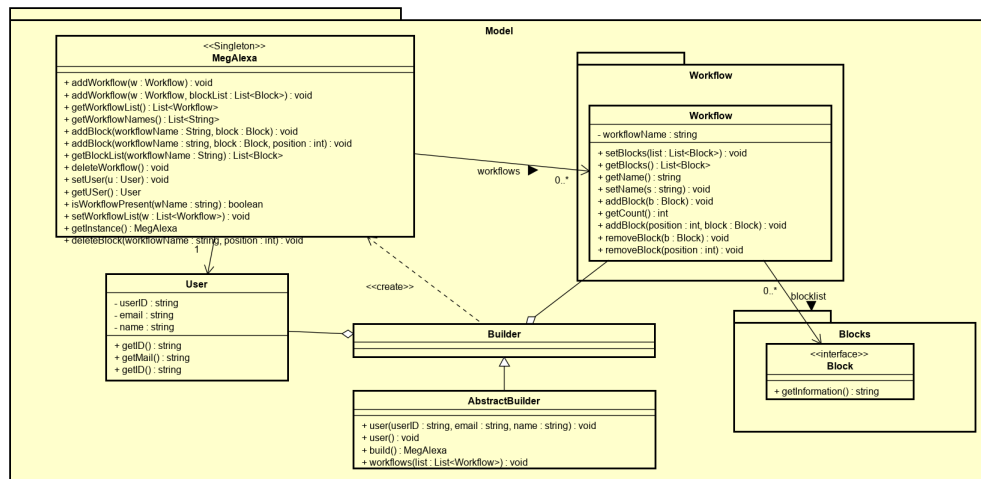 Model
<<Singleton>>
MegAlexa
+ addWorkflow(w : Workflow) : void
+ addWorkflow(w : Workflow, blockList : List<Block>) : void
+ getWorkflowList() : List<Workflow>
+ getWorkflowNames() : List<String>
+ addBlock(workflowName : String, block : Block) : void
+ addBlock(workflowName : string, block : Block, position : int) : void
+ getBlockList(workflowName : String) : List<Block>
+ deleteWorkflow() : void
+ setUser(u : User) : void
+ getUSer() : User
+ isWorkflowPresent(wName : string) : boolean
+ setWorkflowList(w : List<Workflow>) : void
+ getInstance() : MegAlexa
+ deleteBlock(workflowName : string, position : int) : void
workflows
0..*
Workflow
Workflow
- workflowName : string
+ setBlocks(list : List<Block>) : void
+ getBlocks() : List<Block>
+ getName() : string
+ setName(s : string) : void
+ addBlock(b : Block) : void
+ getCount() : int
+ addBlock(position : int, block : Block) : void
+ removeBlock(b : Block) : void
+ removeBlock(position : int) : void
1
User
- userID : string
- email : string
- name : string
+ getID() : string
+ getMail() : string
+ getID() : string
<<create>>
Builder
0..*
blocklist
Blocks
<<interface>>
Block
+ getInformation() : string
AbstractBuilder
+ user(userID : string, email : string, name : string) : void
+ user() : void
+ build() : MegAlexa
+ workflows(list : List<Workflow>) : void